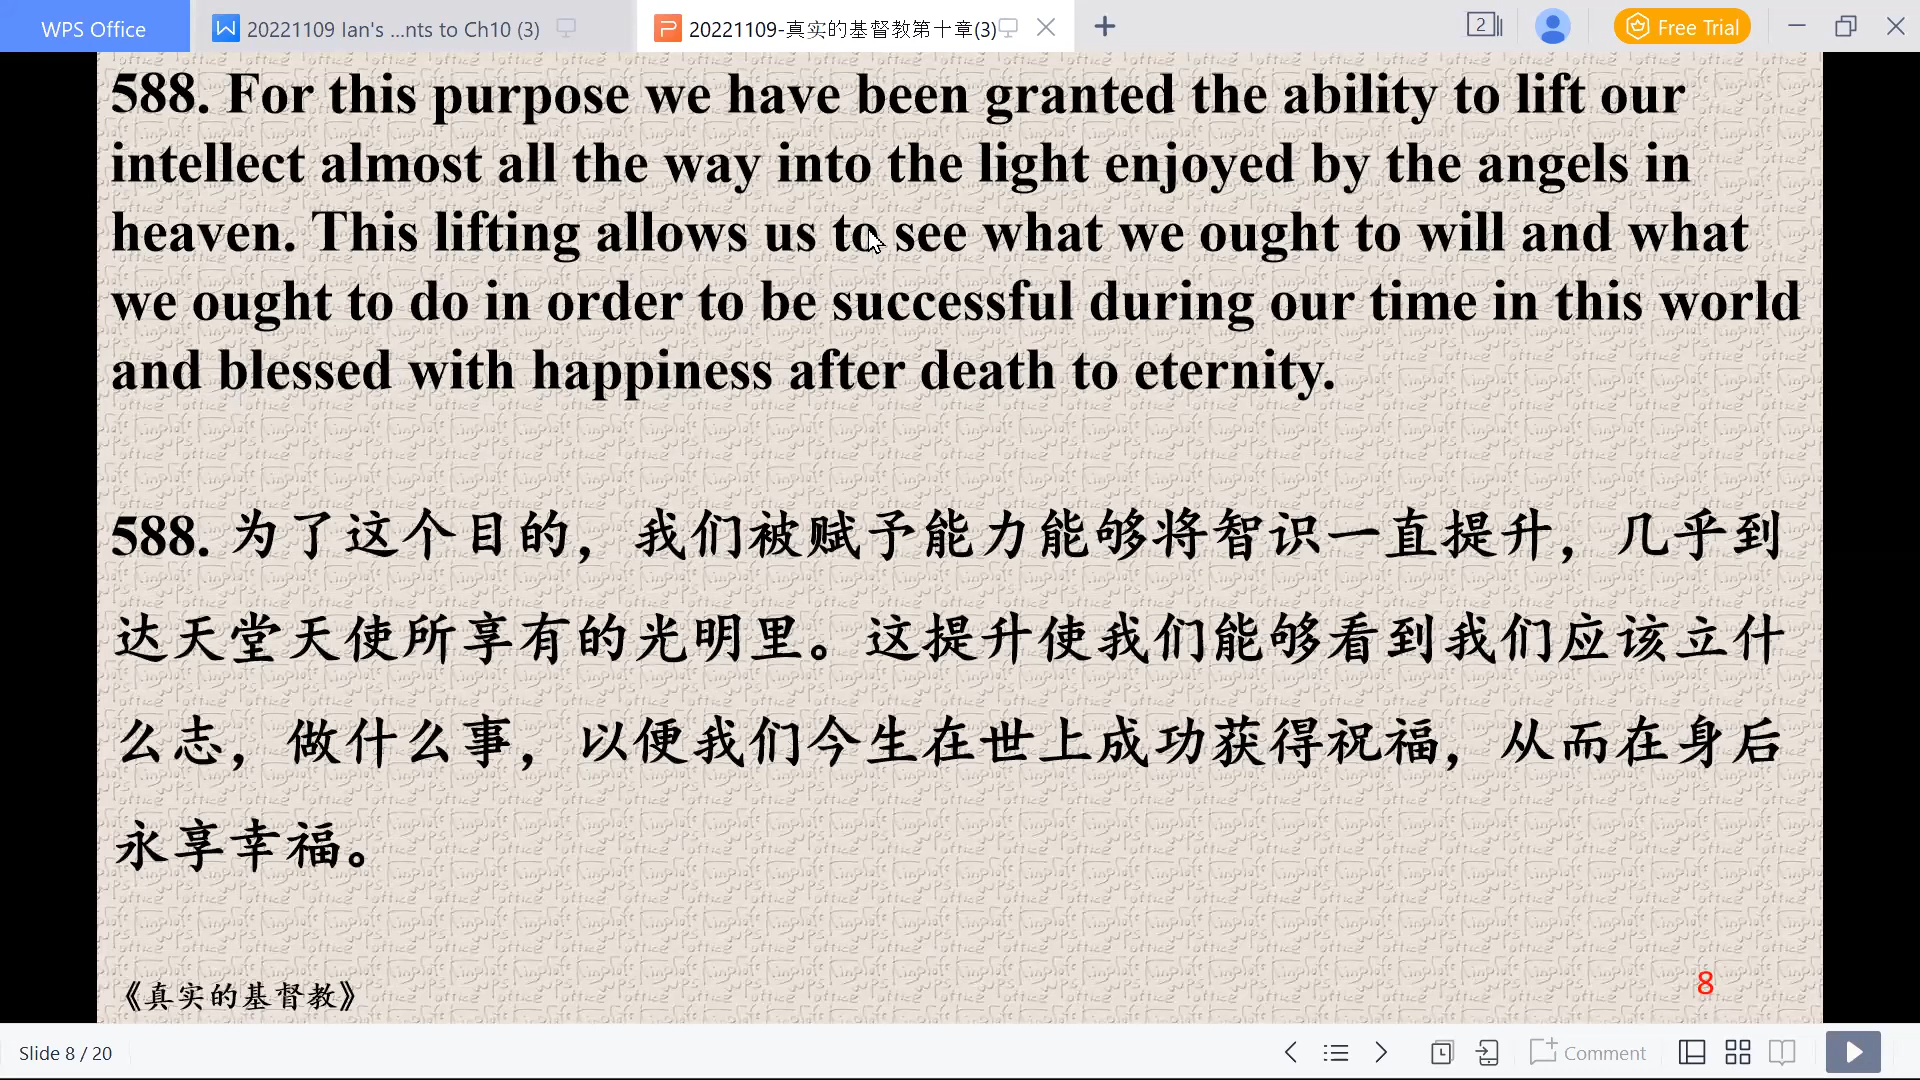 WPS Office
20221109 Ian's ...nts to Ch10 (3)
20221109-真实的基督教第十章(3)
2
Free Trial
588. For this purpose we have been granted the ability to lift our
intellect almost all the way into the light enjoyed by the angels in
heaven. This lifting allows us to see what we ought to will and what
we ought to do in order to be successful during our time in this world
and blessed with happiness after death to eternity.
588. 为了这个目的，我们被赋予能力能够将智识一直提升，几乎到
达天堂天使所享有的光明里。这提升使我们能够看到我们应该立什
么志，做什么事，以便我们今生在世上成功获得祝福，从而在身后
永享幸福。
《真实的基督教》
8
Slide 8 / 20
Comment